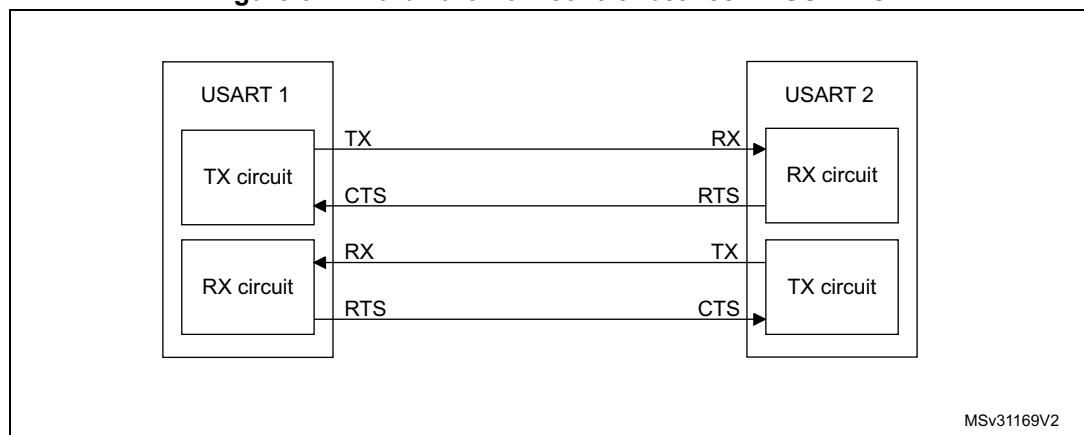 USART 1
USART 2
TX
RX
TX circuit
RX circuit
CTS
RTS
RX
TX
RX circuit
TX circuit
RTS
CTS
MSv31169V2